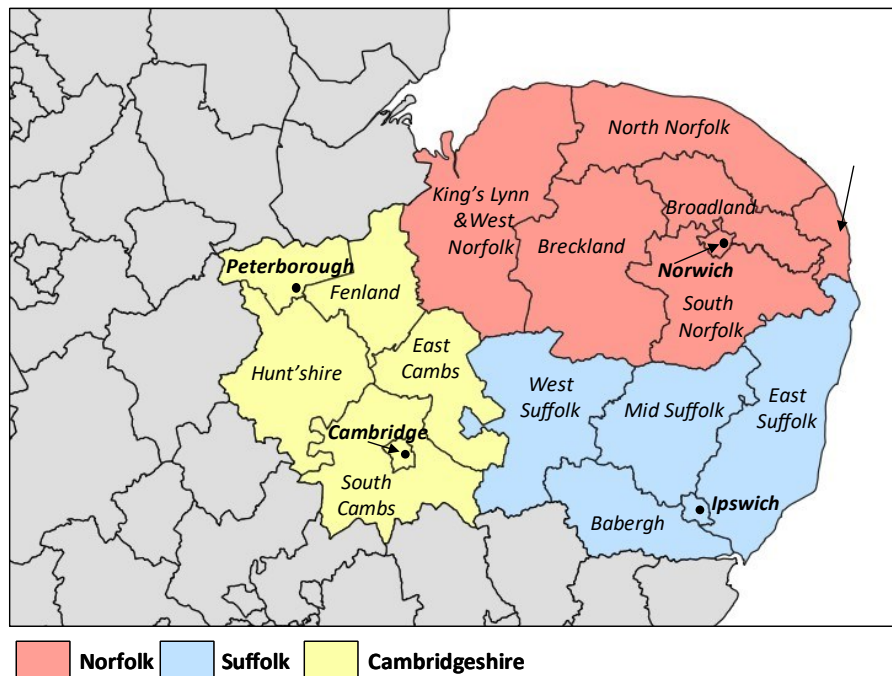 North Norfolk
King's Lynn
& West
Norfolk
Breckland
Broadland
Norwich
South
Norfolk
Peterborough
Fenland
Hunt'shire
East
Cambs
West
Suffolk
Mid Suffolk
East
Suffolk
Cambridge
South
Cambs
Babergh
Ipswich
Norfolk
Suffolk
Cambridgeshire